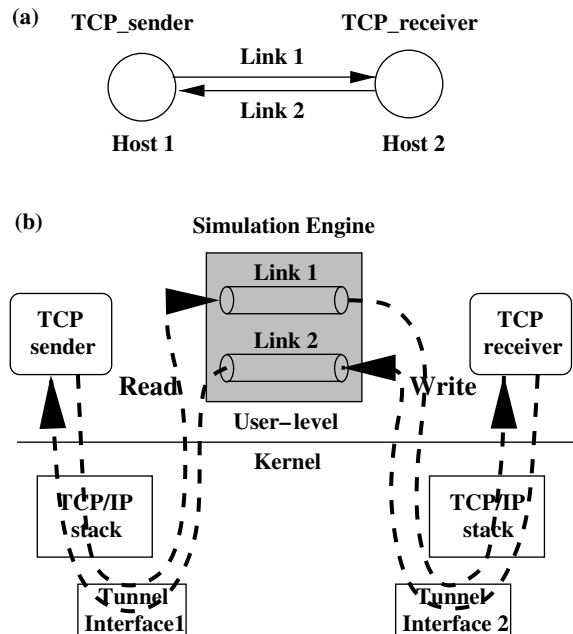 (a)
TCP_sender
TCP_receiver
Link 1
Link 2
Host 1
Host 2
(b)
Simulation Engine
Link 1
TCP
sender
TCP
receiver
Link 2
Read
Write
User-level
Kernel
TCP/IP
stack
TCP/IP
stack
Tunnel
Interface1
Tunnel
Interface 2